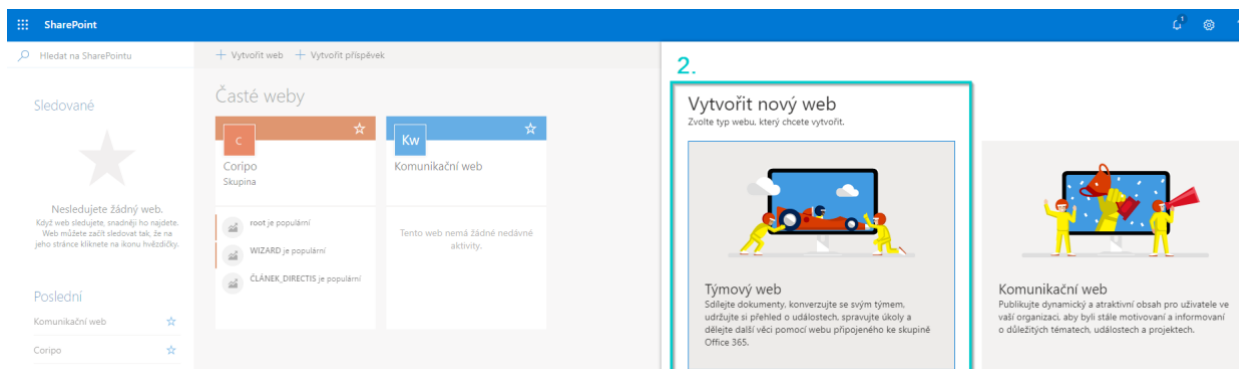 SharePoint
1
Hledat na SharePointu
Vytvořit web
Vytvořit příspěvek
Sledované
Nesledujete žádný web.
Když web sledujete, snadněji ho najdete.
Web můžete začít sledovat tak, že na
jeho stránce kliknete na ikonu hvězdičky.
Poslední
Komunikační web
Coripo
Časté weby
C
Coripo
Skupina
root je populární
WIZARD je populární
ČLÁNEK_DIRECTIS je populární
Kw
Komunikační web
Tento web nemá žádné nedávné
aktivity.
2.
Vytvořit nový web
Zvolte typ webu, který chcete vytvořit.
Týmový web
Sdílejte dokumenty, konverzujte se svým týmem,
udržujte si přehled o událostech, spravujte úkoly a
dělejte další věci pomocí webu připojeného ke skupině
Office 365.
Komunikační web
Publikujte dynamický a atraktivní obsah pro uživatele ve
vaší organizaci, aby byli stále motivovaní a informovaní
o důležitých tématech, událostech a projektech.